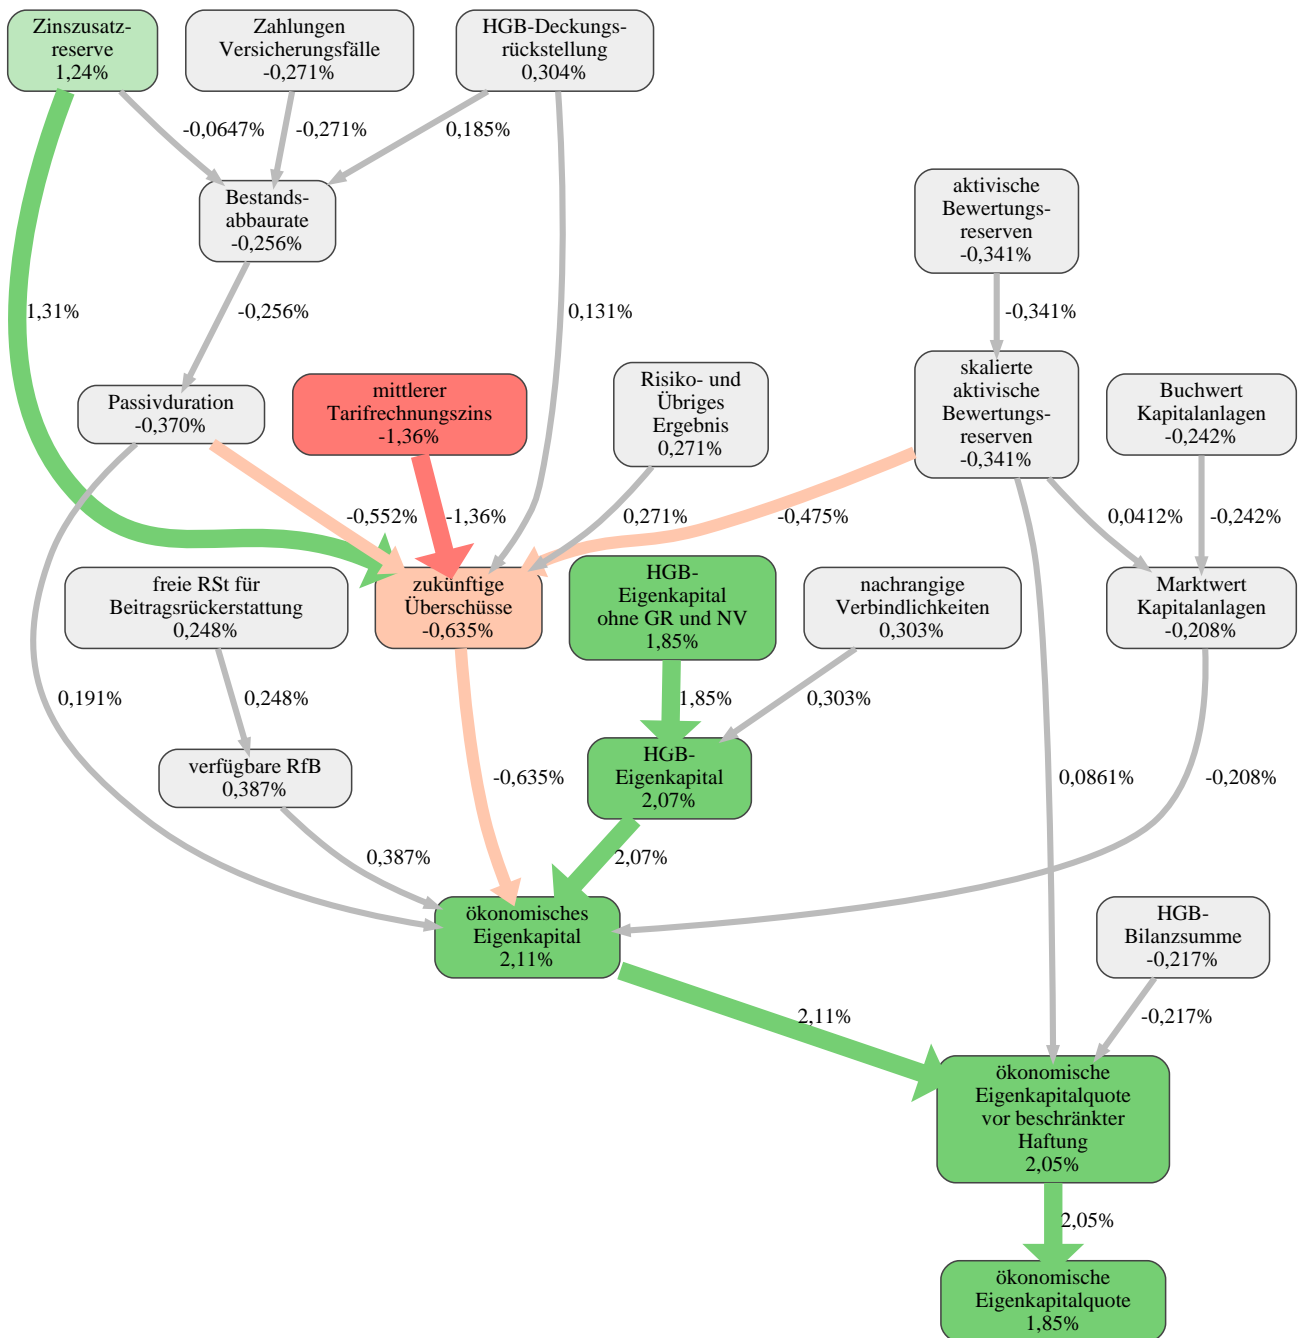 Zinszusatz-
reserve
1,24%
Zahlungen
Versicherungsfälle
-0,271%
HGB-Deckungs-
rückstellung
0,304%
-0,0647%
-0,271%
0,185%
Bestands-
abbaurate
-0,256%
aktivische
Bewertungs-
reserven
-0,341%
1,31%
-0,256%
0,131%
-0,341%
Passivduration
-0,370%
mittlerer
Tarifrechnungszins
-1,36%
Risiko- und
Übriges
Ergebnis
0,271%
skalierte
aktivische
Bewertungs-
reserven
-0,341%
Buchwert
Kapitalanlagen
-0,242%
-0,552%
-1,36%
0,271%
-0,475%
0,0412%
-0,242%
freie RSt für
Beitragsrückerstattung
0,248%
zukünftige
Überschüsse
-0,635%
HGB-
Eigenkapital
ohne GR und NV
1,85%
nachrangige
Verbindlichkeiten
0,303%
Marktwert
Kapitalanlagen
-0,208%
0,191%
0,248%
1,85%
0,303%
verfügbare RfB
0,387%
-0,635%
HGB-
Eigenkapital
2,07%
0,0861%
-0,208%
0,387%
2,07%
ökonomisches
Eigenkapital
2,11%
HGB-
Bilanzsumme
-0,217%
2,11%
-0,217%
ökonomische
Eigenkapitalquote
vor beschränkter
Haftung
2,05%
2,05%
ökonomische
Eigenkapitalquote
1,85%